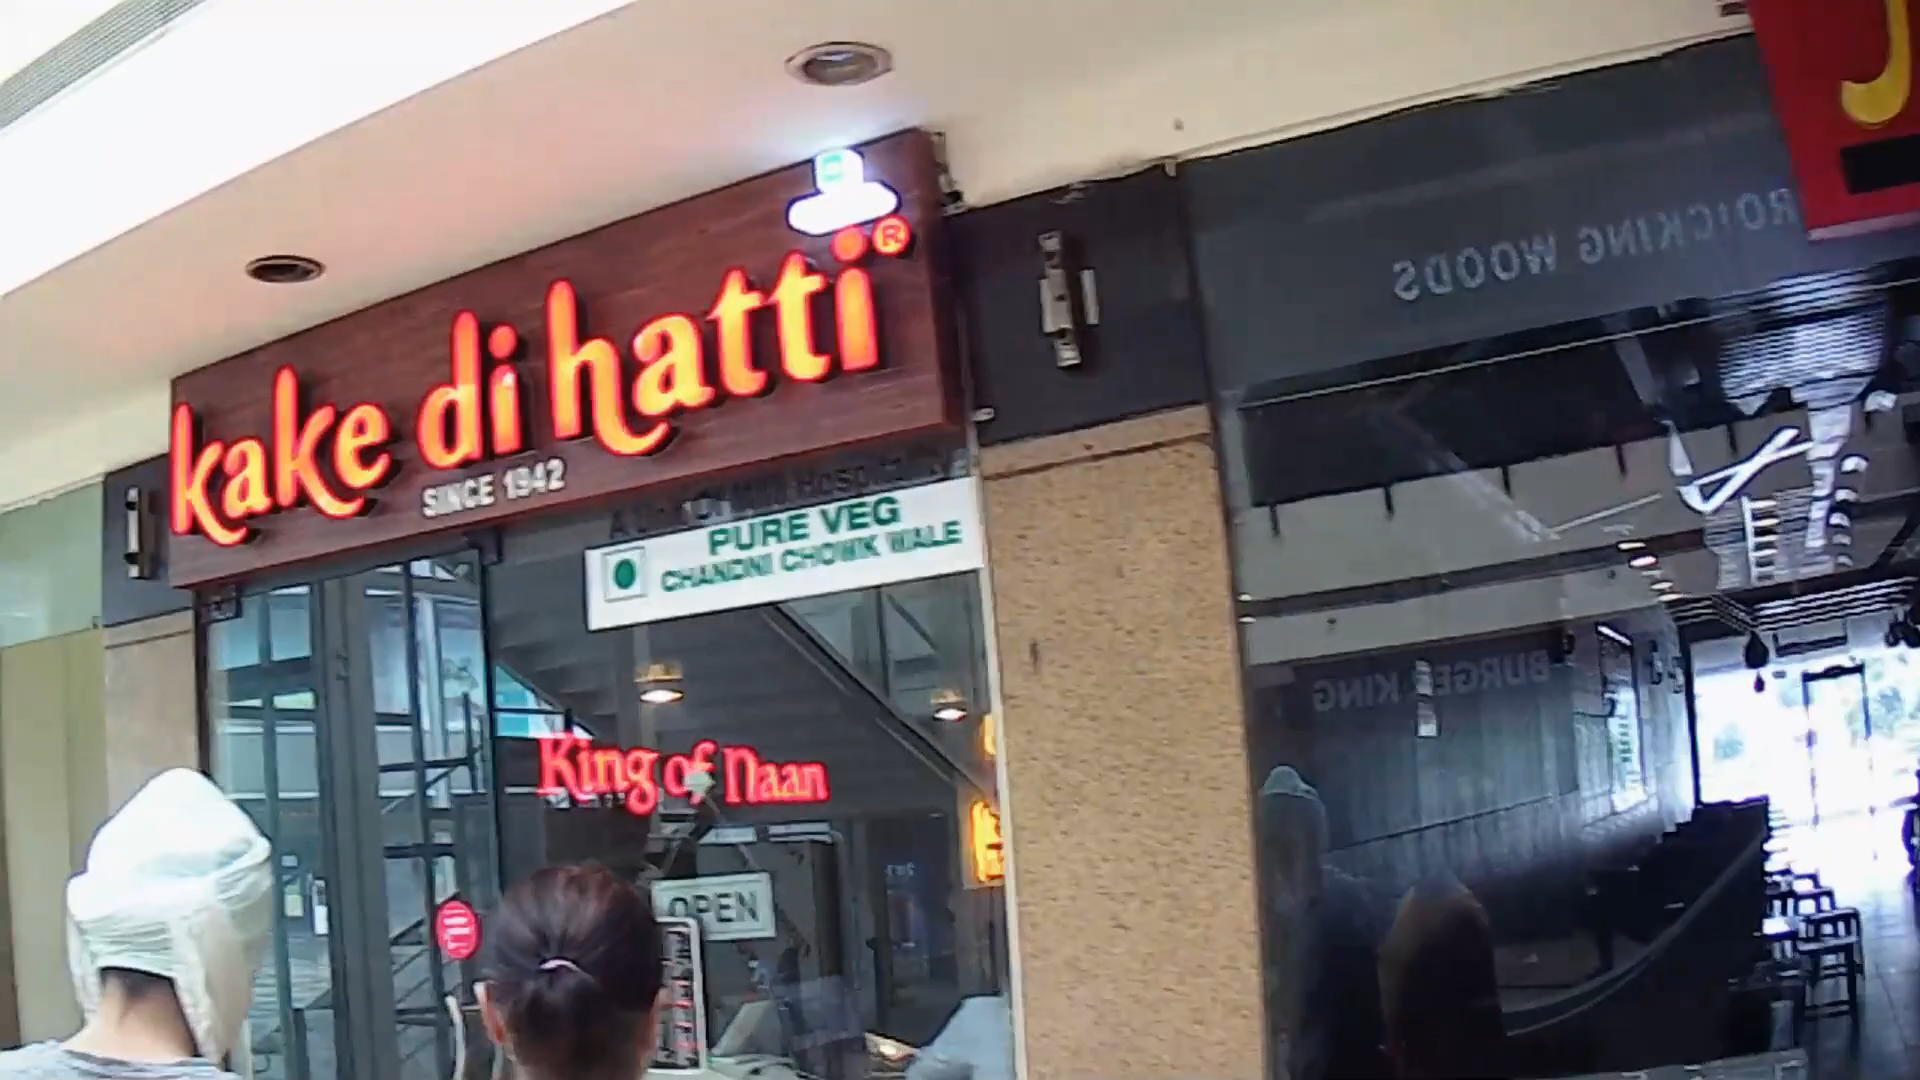 kake di hatti®
SINCE 1942
PURE VEG
CHANDNI CHOWK WALE
King of Naan
OPEN
ROICKING WOODS
BURGER KING
J